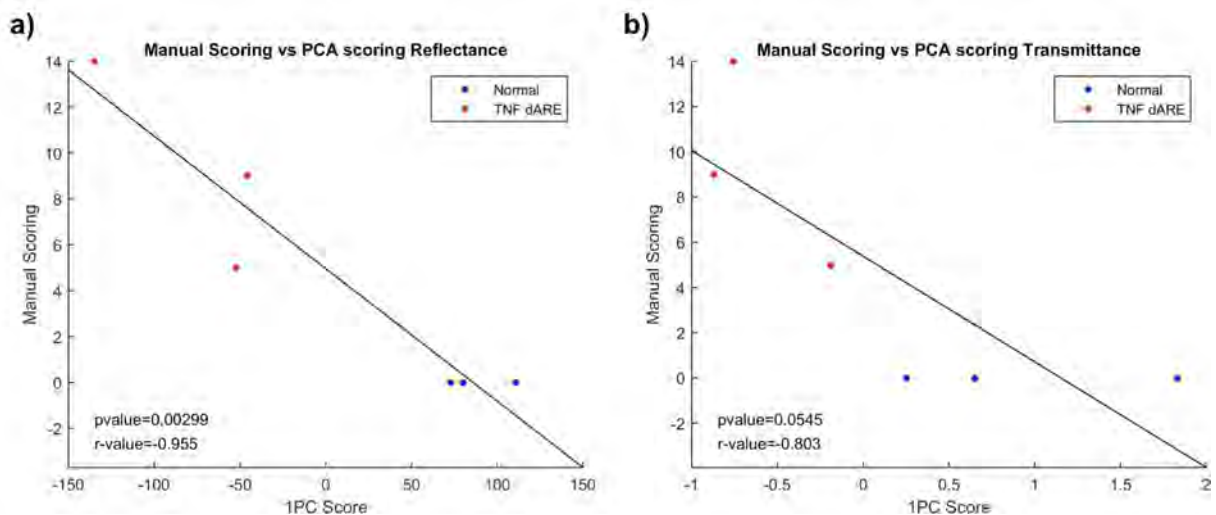 a)
Manual Scoring vs PCA scoring Reflectance
14
12
10
8
6
4
2
0
-2
Manual Scoring
Normal
TNF dARE
pvalue=0.00299
r-value=-0.955
-150 -100 -50 0 50 100 150
1PC Score
b)
Manual Scoring vs PCA scoring Transmittance
14
12
10
8
6
4
2
0
-2
Manual Scoring
Normal
TNF dARE
pvalue=0.0545
r-value=-0.803
-1 -0.5 0 0.5 1 1.5 2
1PC Score